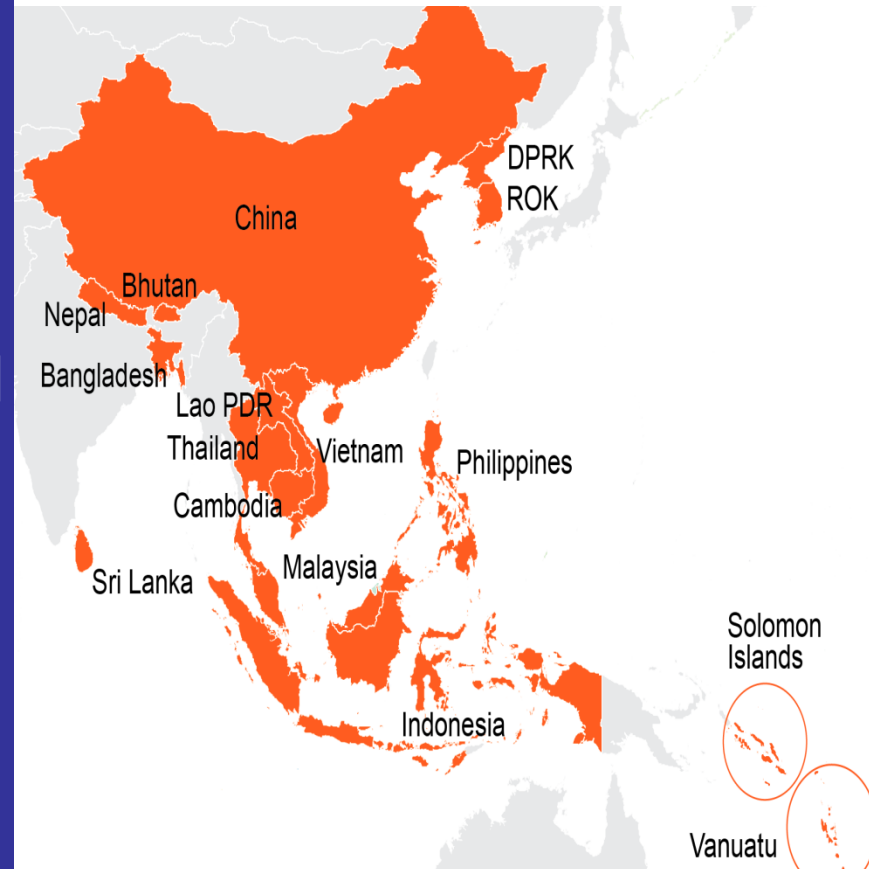 DPRK
ROK
China
Bhutan
Nepal
Bangladesh
Lao PDR
Thailand
Vietnam
Philippines
Cambodia
Malaysia
Sri Lanka
Solomon
Islands
Indonesia
Vanuatu